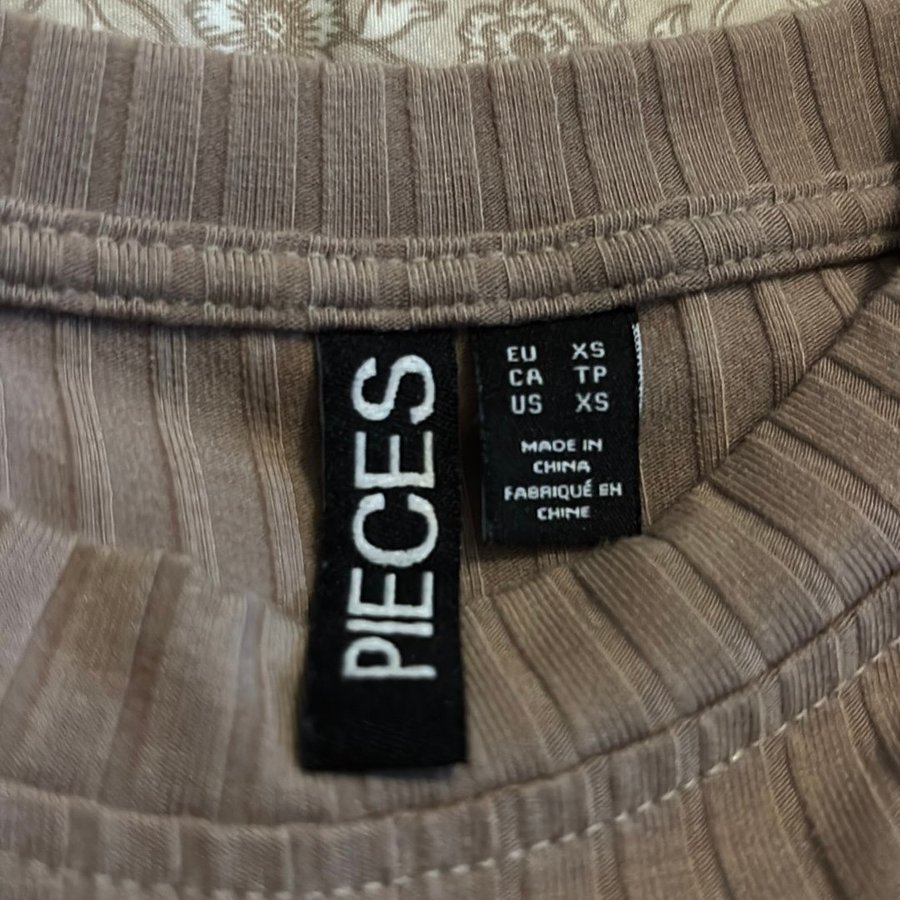 PIECES
EU XS
CA TP
US XS
MADE IN
CHINA
FABRIQUÉ EN
CHINE